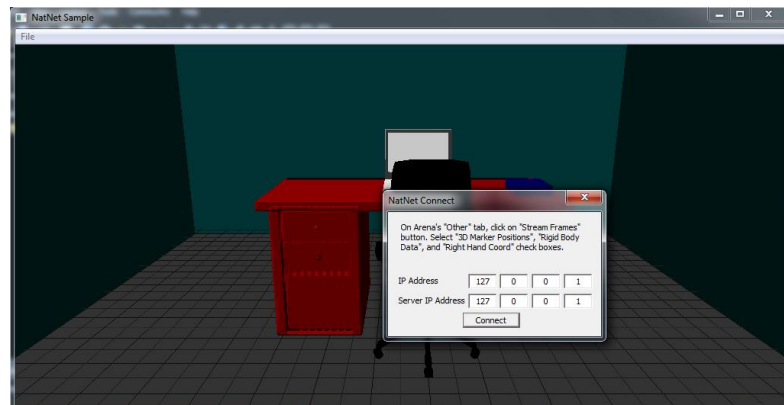 NatNet Sample
File
NatNet Connect
On Arena's "Other" tab, click on "Stream Frames"
button. Select "3D Marker Positions", "Rigid Body
Data", and "Right Hand Coord" check boxes.
IP Address 127 0 0 1
Server IP Address 127 0 0 1
Connect